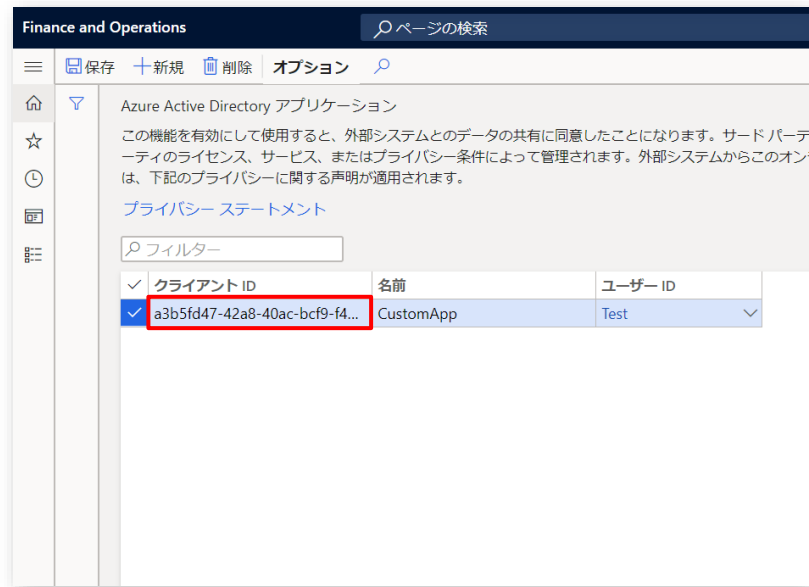 Finance and Operations
ページの検索
保存 新規 削除 オプション
Azure Active Directory アプリケーション
この機能を有効にして使用すると、外部システムとのデータの共有に同意したことになります。サード パーテ
ーティのライセンス、サービス、またはプライバシー条件によって管理されます。外部システムからこのオン
は、下記のプライバシーに関する声明が適用されます。
プライバシー ステートメント
フィルター
クライアント ID 名前 ユーザー ID
a3b5fd47-42a8-40ac-bcf9-f4... CustomApp Test